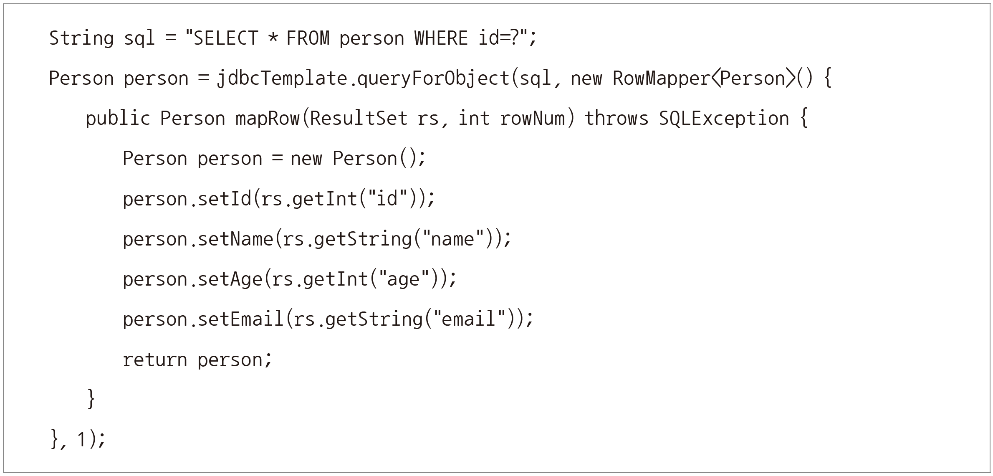 String sql = "SELECT * FROM person WHERE id=?";
Person person = jdbcTemplate.queryForObject(sql, new RowMapper<Person>() {
public Person mapRow(ResultSet rs, int rowNum) throws SQLException {
Person person = new Person();
person.setId(rs.getInt("id"));
person.setName(rs.getString("name"));
person.setAge(rs.getInt("age"));
person.setEmail(rs.getString("email"));
return person;
}
}, 1);